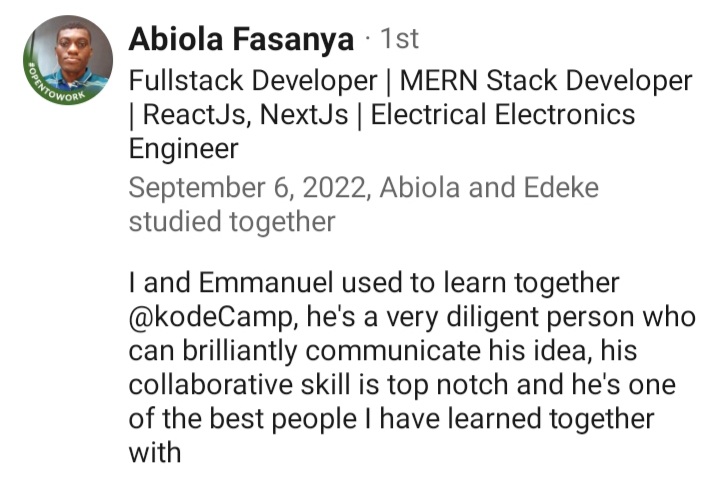 Abiola Fasanya · 1st
Fullstack Developer | MERN Stack Developer
| ReactJs, NextJs | Electrical Electronics
Engineer
September 6, 2022, Abiola and Edeke
studied together
I and Emmanuel used to learn together
@kodeCamp, he's a very diligent person who
can brilliantly communicate his idea, his
collaborative skill is top notch and he's one
of the best people I have learned together
with
#OPENTOWORK